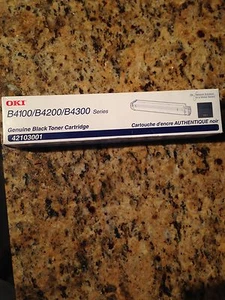 OKI
B4100/B4200/B4300 Series
Genuine Black Toner Cartridge
Cartouche d'encre AUTHENTIQUE noir
42103001